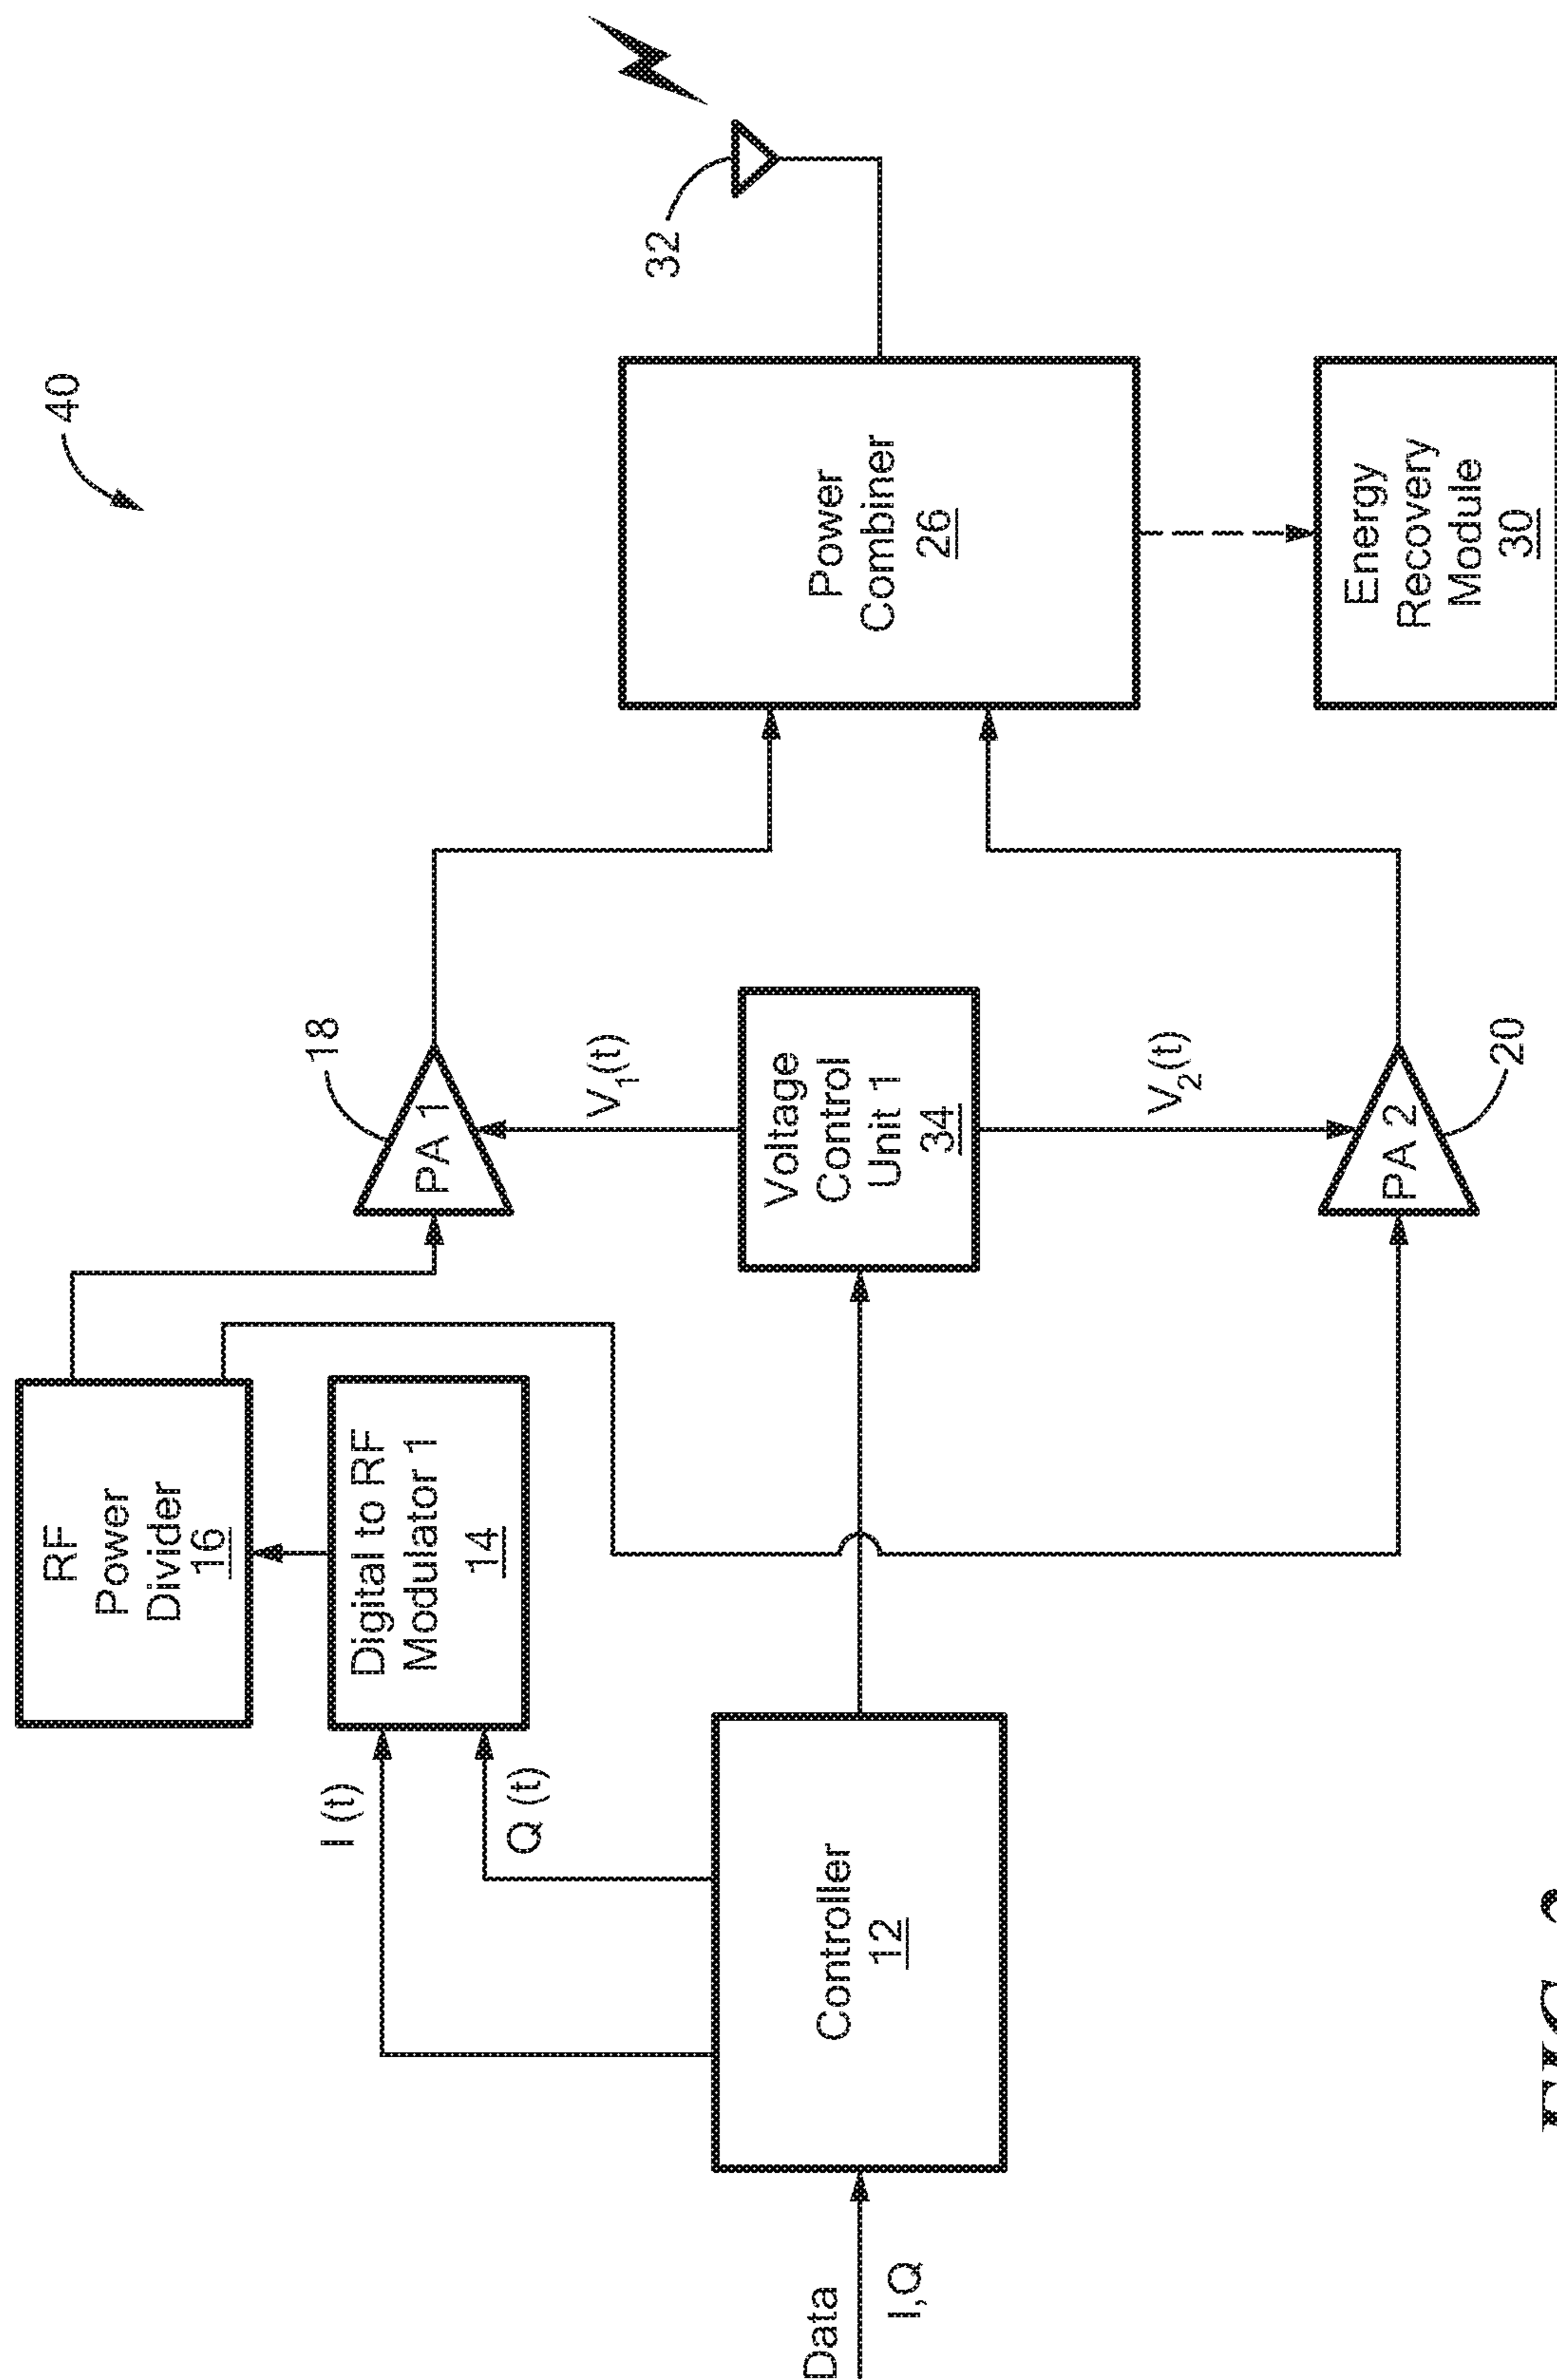 40
RF
Power
Divider
16
Digital to RF
Modulator 1
14
I (t)
Q (t)
Data
I,Q
Controller
12
18
PA 1
V1(t)
Voltage
Control
Unit 1
34
V2(t)
PA 2
20
Power
Combiner
26
32
Energy
Recovery
Module
30